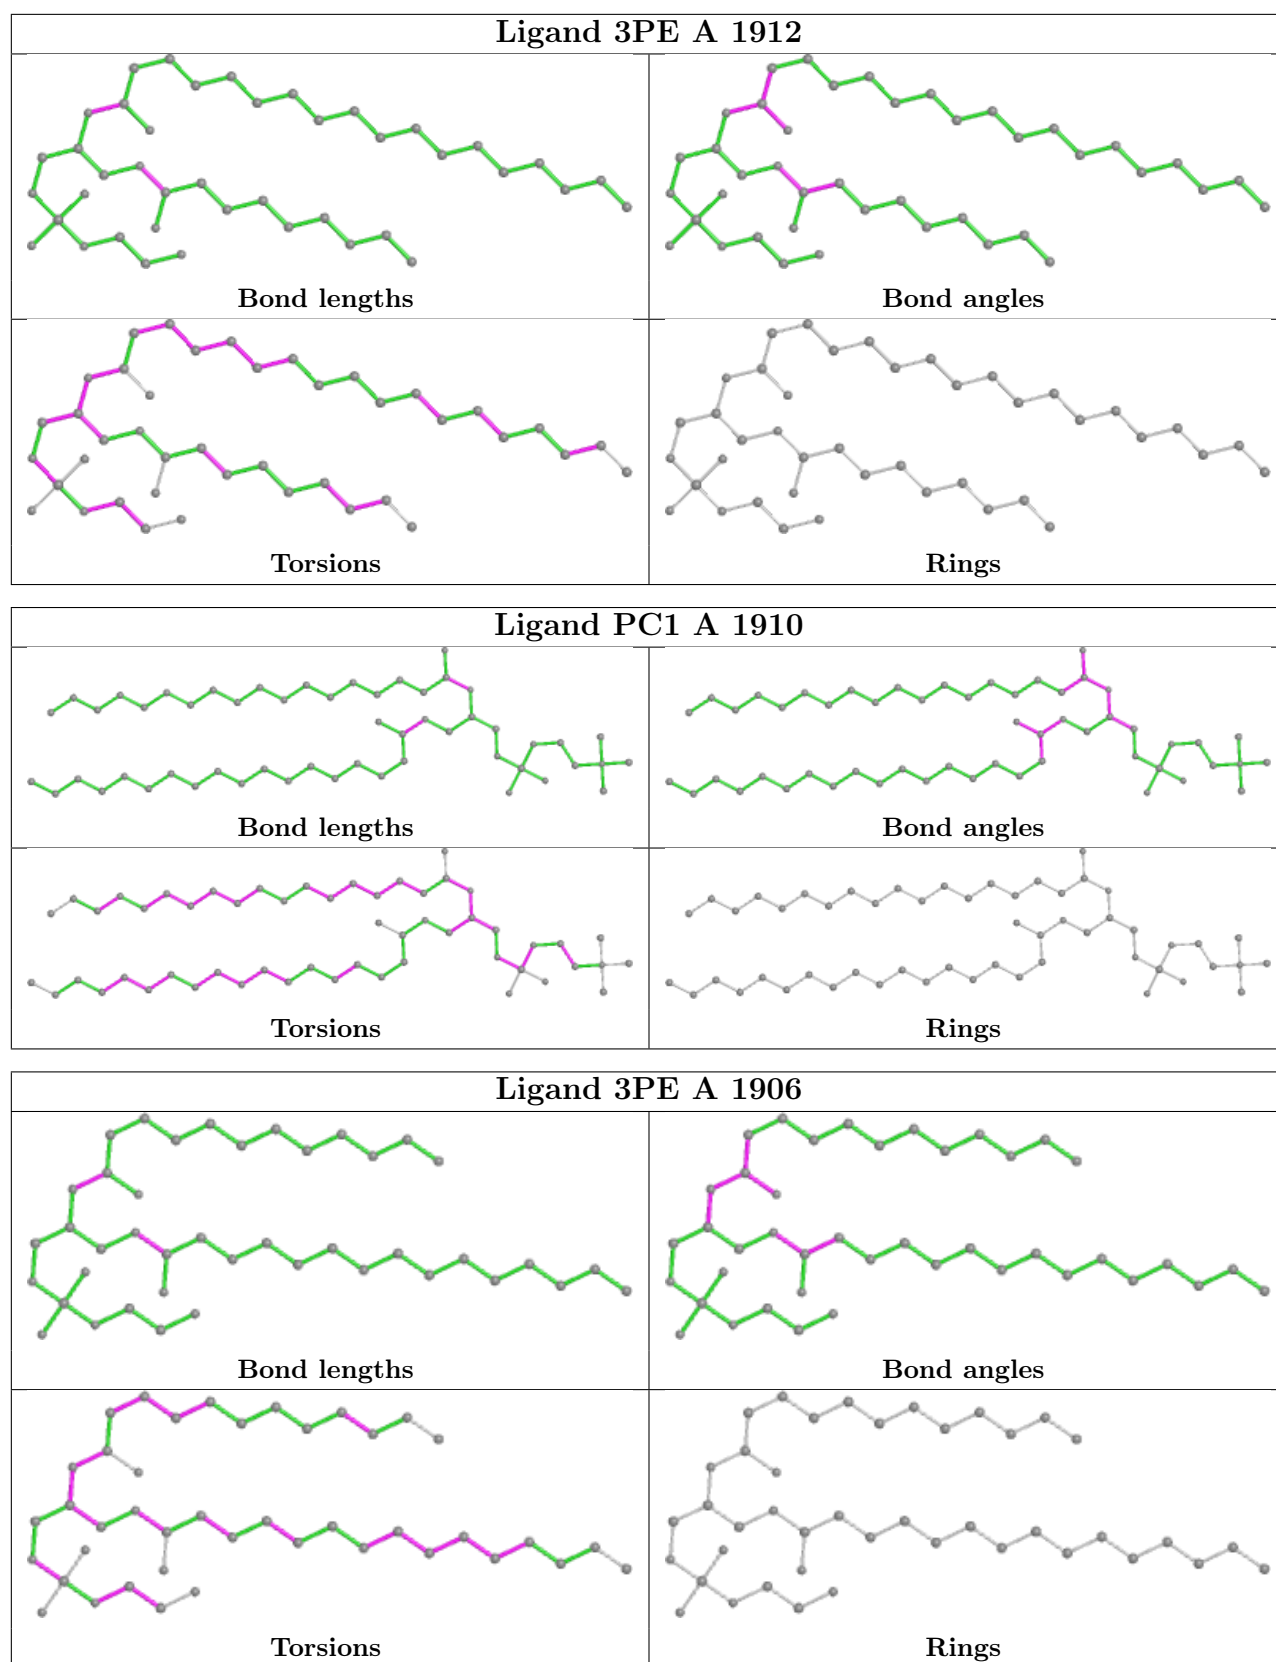 Ligand 3PE A 1912
Bond lengths
Bond angles
Torsions
Rings
Ligand PC1 A 1910
Bond lengths
Bond angles
Torsions
Rings
Ligand 3PE A 1906
Bond lengths
Bond angles
Torsions
Rings